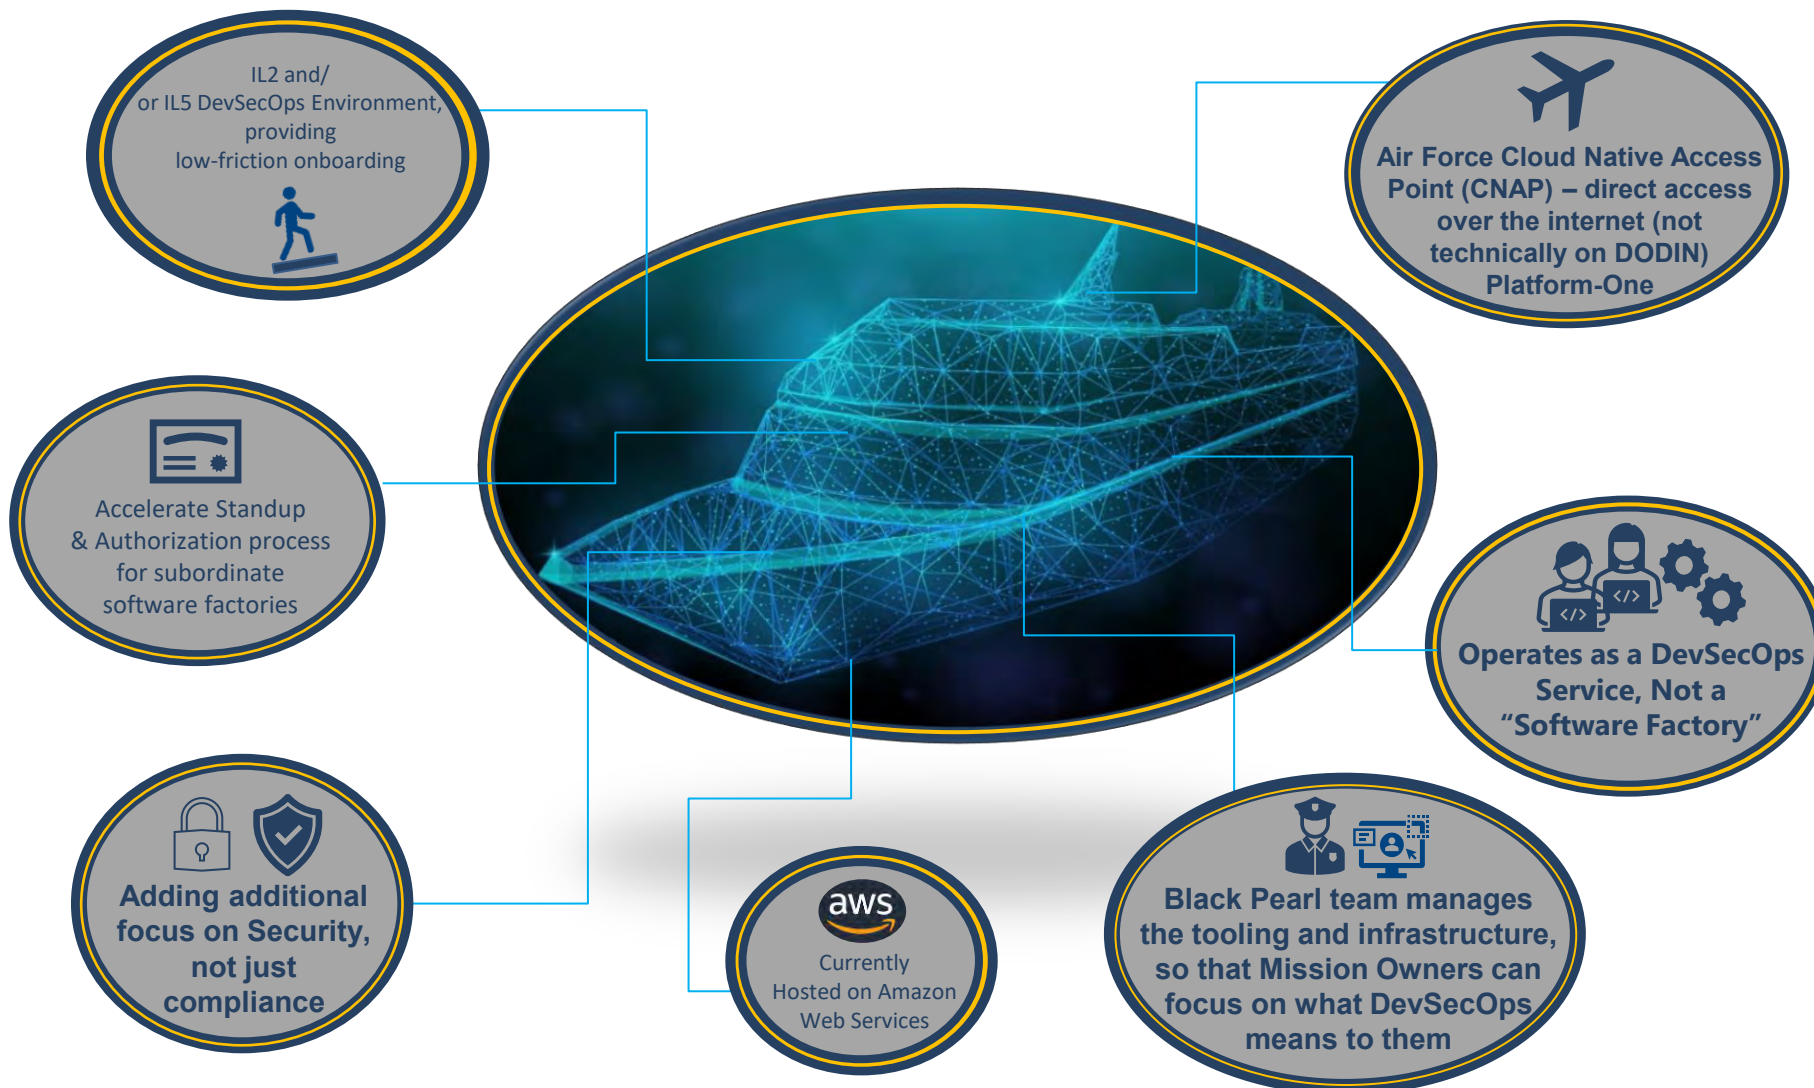 IL2 and/
or IL5 DevSecOps Environment,
providing
low-friction onboarding
Air Force Cloud Native Access
Point (CNAP) – direct access
over the internet (not
technically on DODIN)
Platform-One
Accelerate Standup
& Authorization process
for subordinate
software factories
</>
</>
Operates as a DevSecOps
Service, Not a
“Software Factory”
Adding additional
focus on Security,
not just
compliance
aws
Currently
Hosted on Amazon
Web Services
Black Pearl team manages
the tooling and infrastructure,
so that Mission Owners can
focus on what DevSecOps
means to them